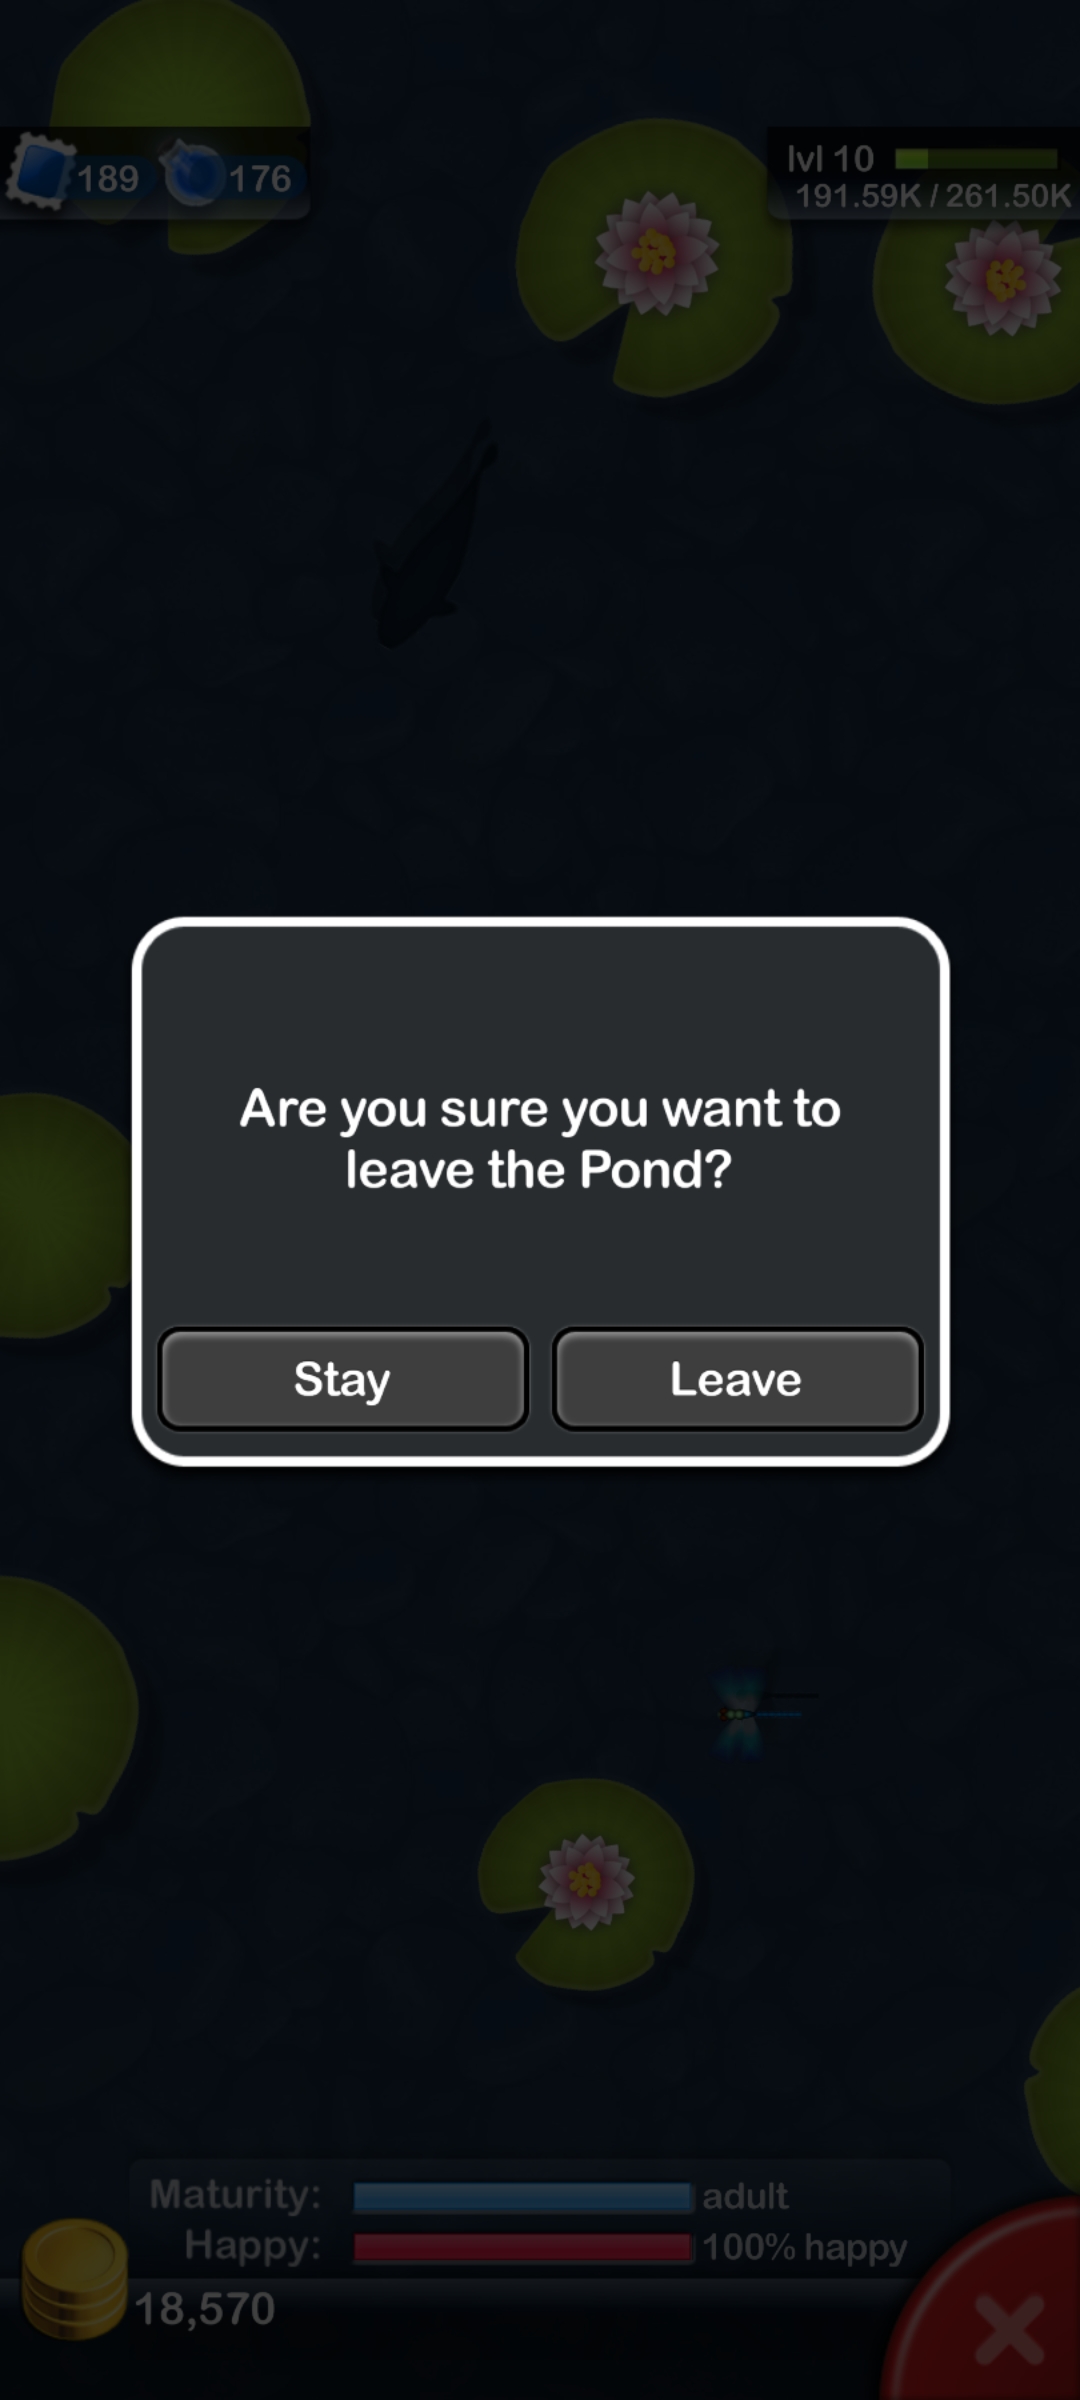 189 176
lvl 10
191.59K / 261.50K
Are you sure you want to
leave the Pond?
Stay Leave
Maturity: adult
Happy: 100% happy
18,570